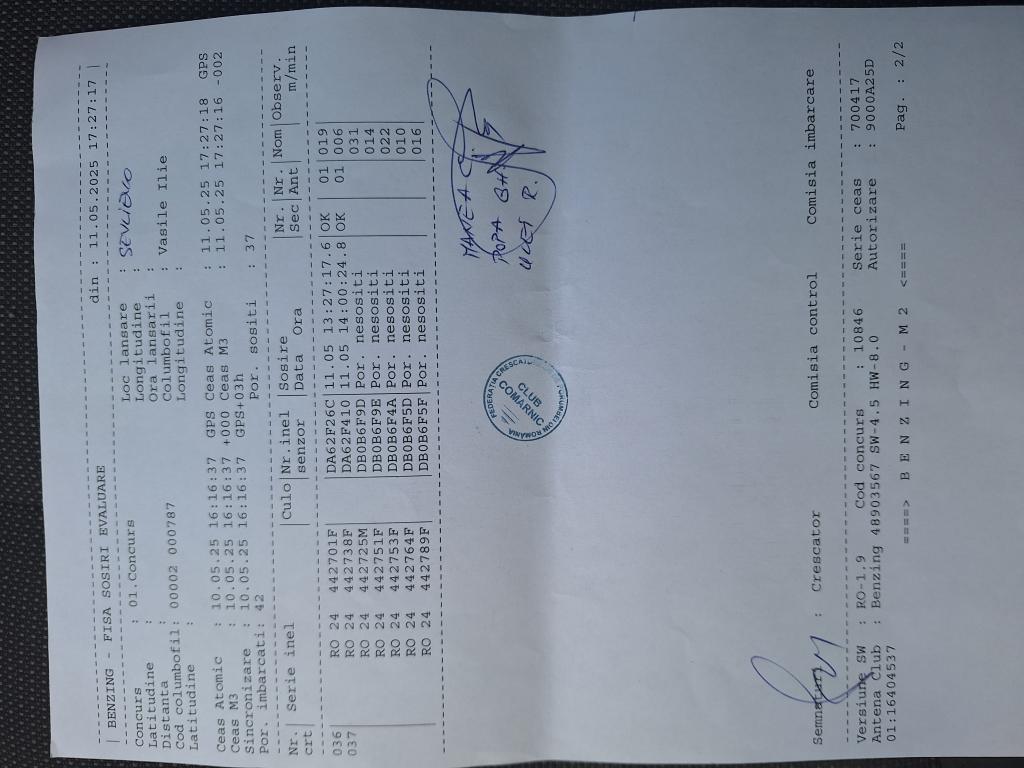 din : 11.05.2025 17:27:17 |
| BENZING - FISA SOSIRI EVALUARE
Concurs : 01.Concurs Loc lansare : SEVLIEVO
Latitudine : Longitudine :
Distanta : Ora lansarii :
Cod columbofil: 00002 000787 Columbofil : Vasile Ilie
Latitudine : Longitudine :
Ceas Atomic : 10.05.25 16:16:37 GPS Ceas Atomic : 11.05.25 17:27:18 GPS
Ceas M3 : 10.05.25 16:16:37 +000 Ceas M3 : 11.05.25 17:27:16 -002
Sincronizare : 10.05.25 16:16:37 GPS+03h
Por. imbarcati: 42 Por. sositi : 37
Nr.| Serie inel |Culo|Nr.inel |Sosire |Nr. |Nr. |Nom |Observ.
crt| senzor |Data Ora |Sec|Ant | m/min
036 RO 24 442701F DA62F26C|11.05 13:27:17.6|OK 01 019
037 RO 24 442738F DA62F410|11.05 14:00:24.8|OK 01 006
RO 24 442725M DB0B6F9D|Por. nesositi 031
RO 24 442751F DB0B6F9E|Por. nesositi 014
RO 24 442753F DB0B6F4A|Por. nesositi 022
RO 24 442764F DB0B6F5D|Por. nesositi 010
RO 24 442789F DB0B6F5F|Por. nesositi 016
MANEA
POPA
R.
FEDERATIA
DIN ROMANIA
CLUB
COMARNIC
Semnaturi : Crescator Comisia control Comisia imbarcare
Versiune SW : RO-1.9 Cod concurs : 10846 Serie ceas : 700417
Antena Club : Benzing 48903567 SW-4.5 HW-8.0 Autorizare : 9000A25D
01:16404537
====> B E N Z I N G - M 2 <==== Pag. : 2/2